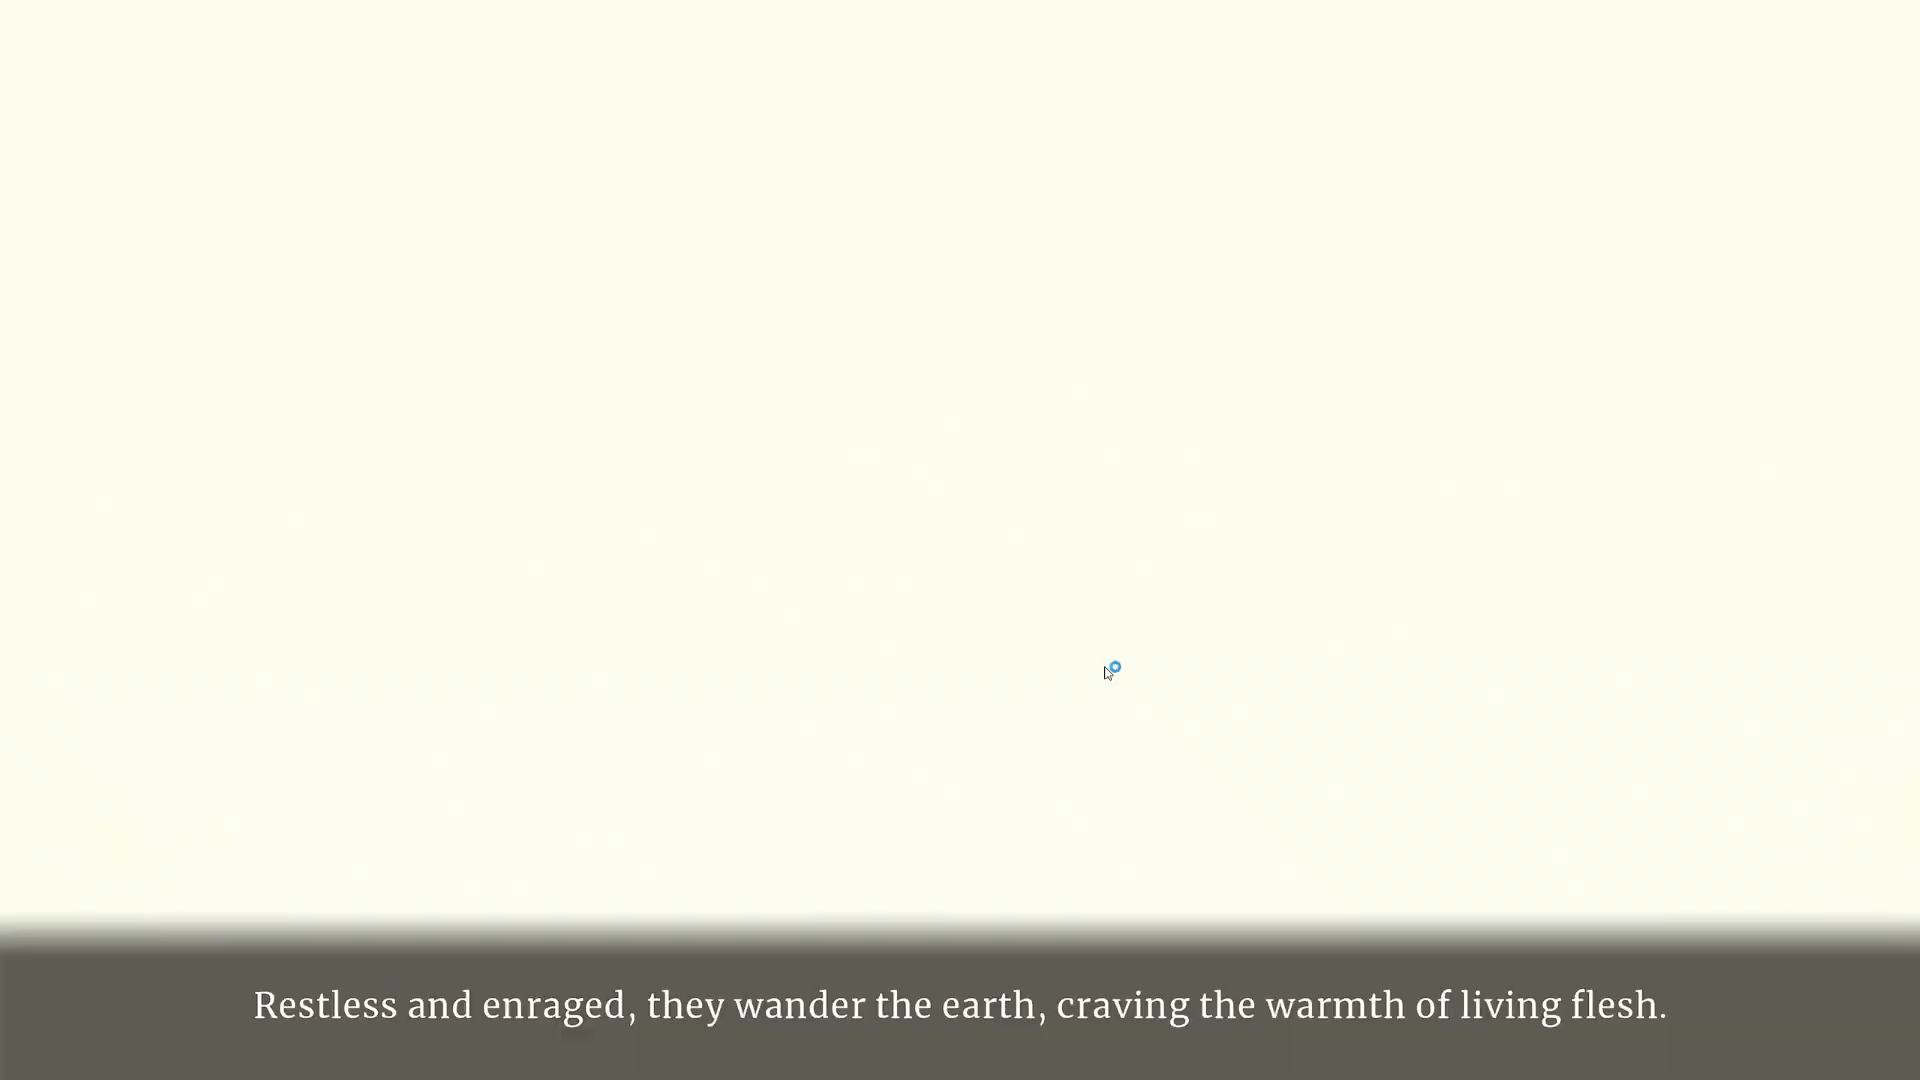 Restless and enraged, they wander the earth, craving the warmth of living flesh.